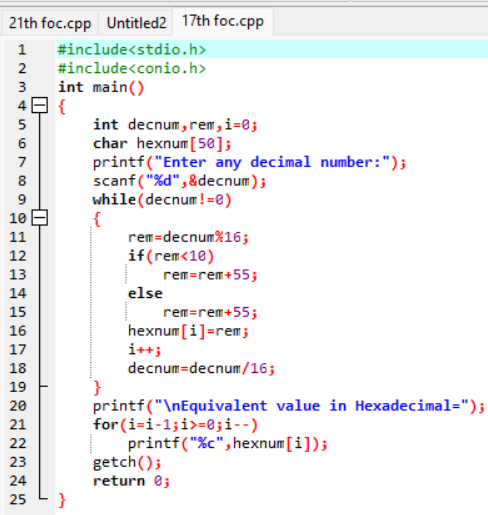 21th foc.cpp Untitled2 17th foc.cpp
1 #include<stdio.h>
2 #include<conio.h>
3 int main()
4 {
5 int decnum,rem,i=0;
6 char hexnum[50];
7 printf("Enter any decimal number:");
8 scanf("%d",&decnum);
9 while(decnum!=0)
10 {
11 rem=decnum%16;
12 if(rem<10)
13 rem=rem+55;
14 else
15 rem=rem+55;
16 hexnum[i]=rem;
17 i++;
18 decnum=decnum/16;
19 }
20 printf("\nEquivalent value in Hexadecimal=");
21 for(i=i-1;i>=0;i--)
22 printf("%c",hexnum[i]);
23 getch();
24 return 0;
25 }